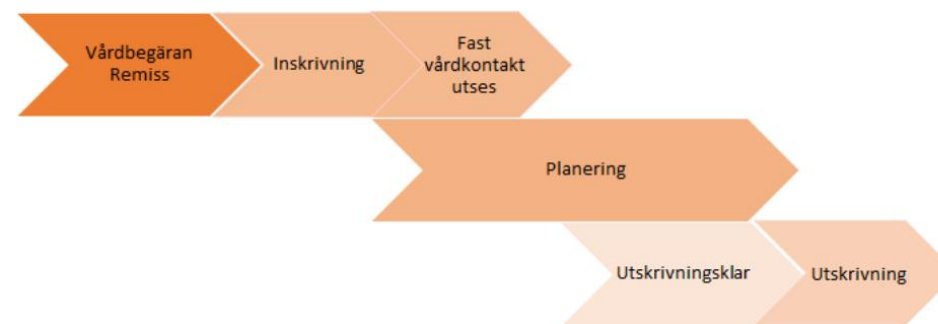 Vårdbegäran
Remiss
Inskrivning
Fast
vårdkontakt
utses
Planering
Utskrivningsklar
Utskrivning